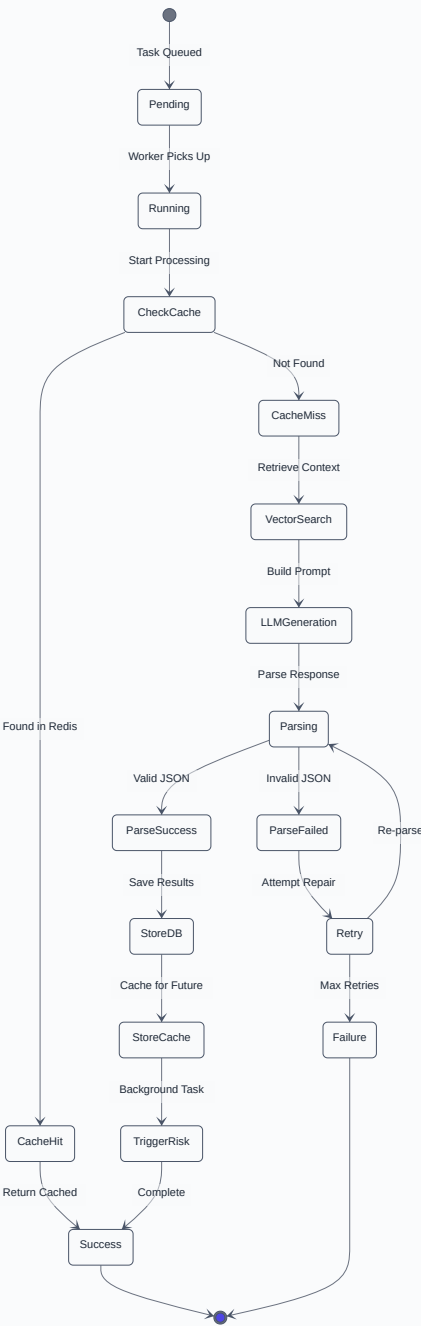 Task Queued
Pending
Worker Picks Up
Running
Start Processing
CheckCache
Not Found
CacheMiss
Retrieve Context
VectorSearch
Build Prompt
LLMGeneration
Parse Response
Found in Redis
Parsing
Valid JSON
Invalid JSON
ParseSuccess
ParseFailed
Re-parse
Save Results
Attempt Repair
StoreDB
Retry
Cache for Future
Max Retries
StoreCache
Failure
Background Task
CacheHit
TriggerRisk
Return Cached
Complete
Success